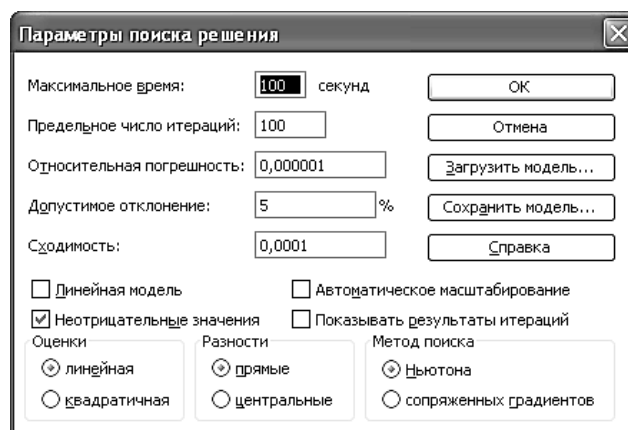 Параметры поиска решения
Максимальное время: 100 секунд ОК
Предельное число итераций: 100 Отмена
Относительная погрешность: 0,000001 Загрузить модель...
Допустимое отклонение: 5 % Сохранить модель...
Сходимость: 0,0001 Справка
Линейная модель Автоматическое масштабирование
Неотрицательные значения Показывать результаты итераций
Оценки Разности Метод поиска
линейная прямые Ньютона
квадратичная центральные сопряженных градиентов